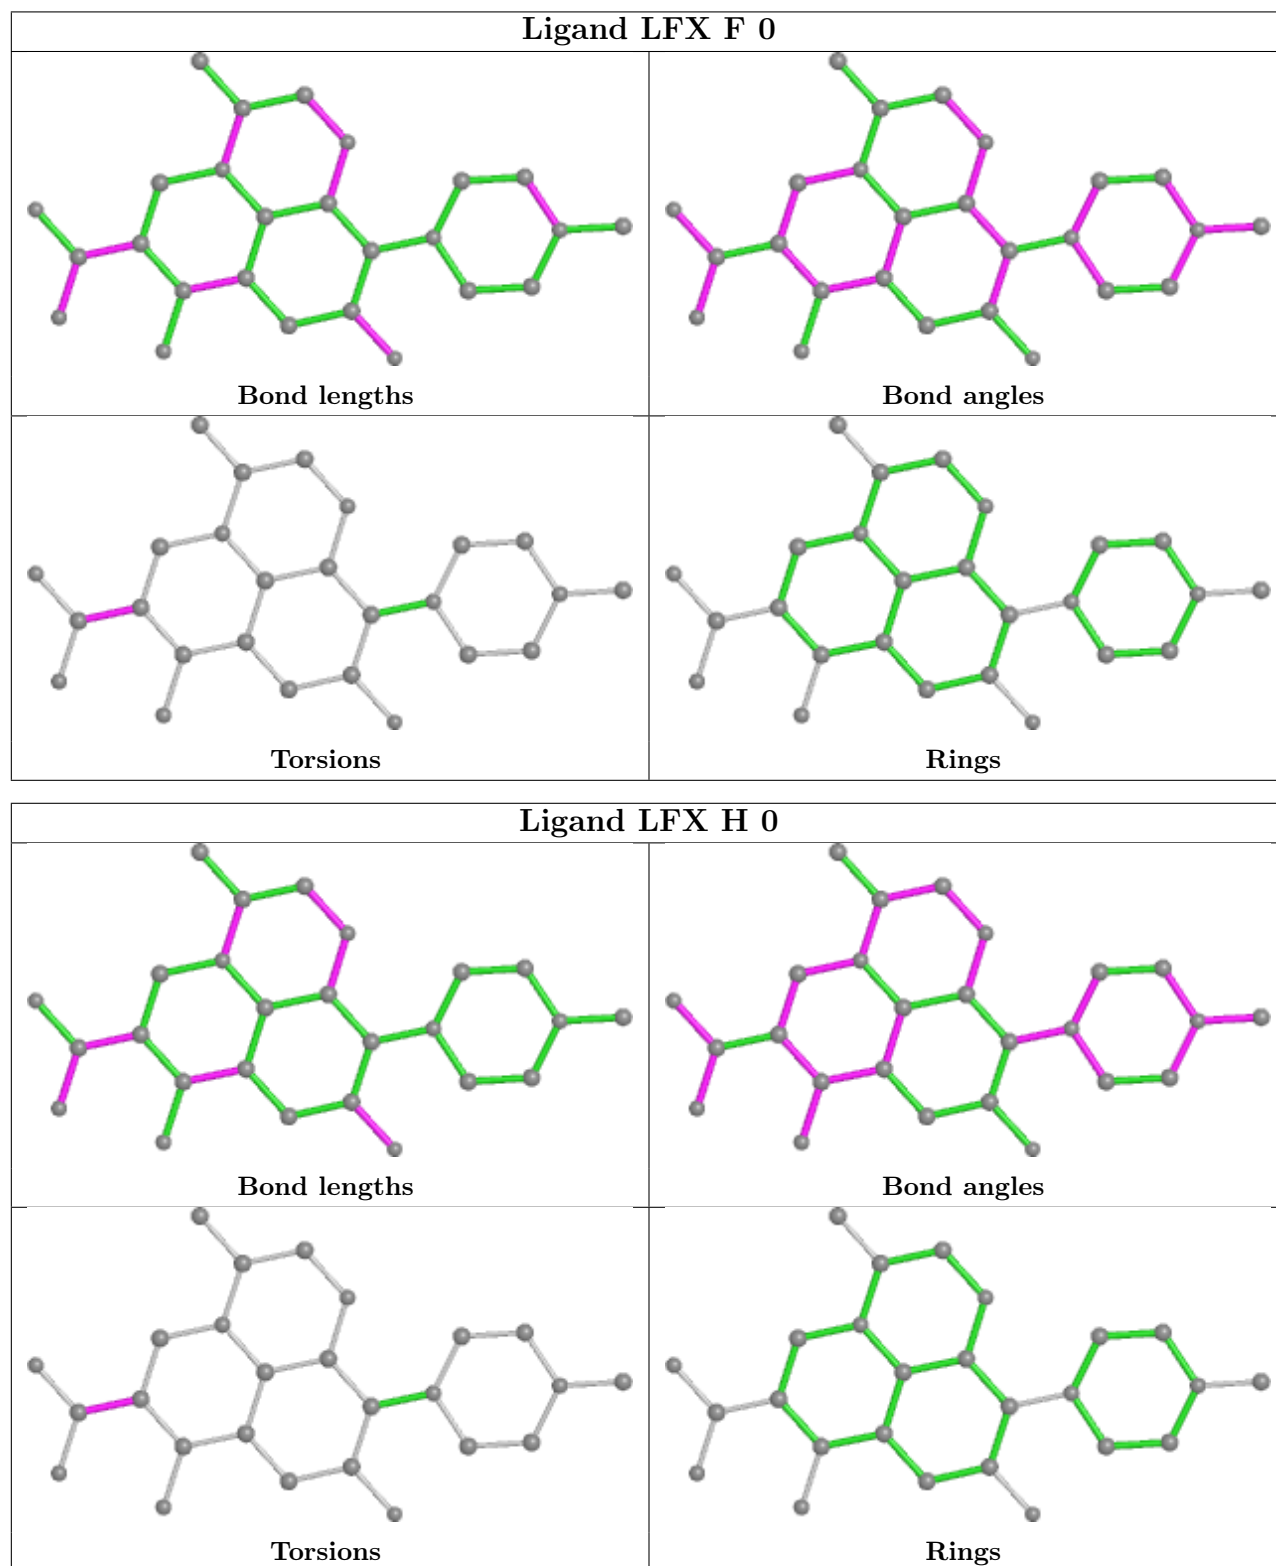 Ligand LFX F 0
Bond lengths
Bond angles
Torsions
Rings
Ligand LFX H 0
Bond lengths
Bond angles
Torsions
Rings